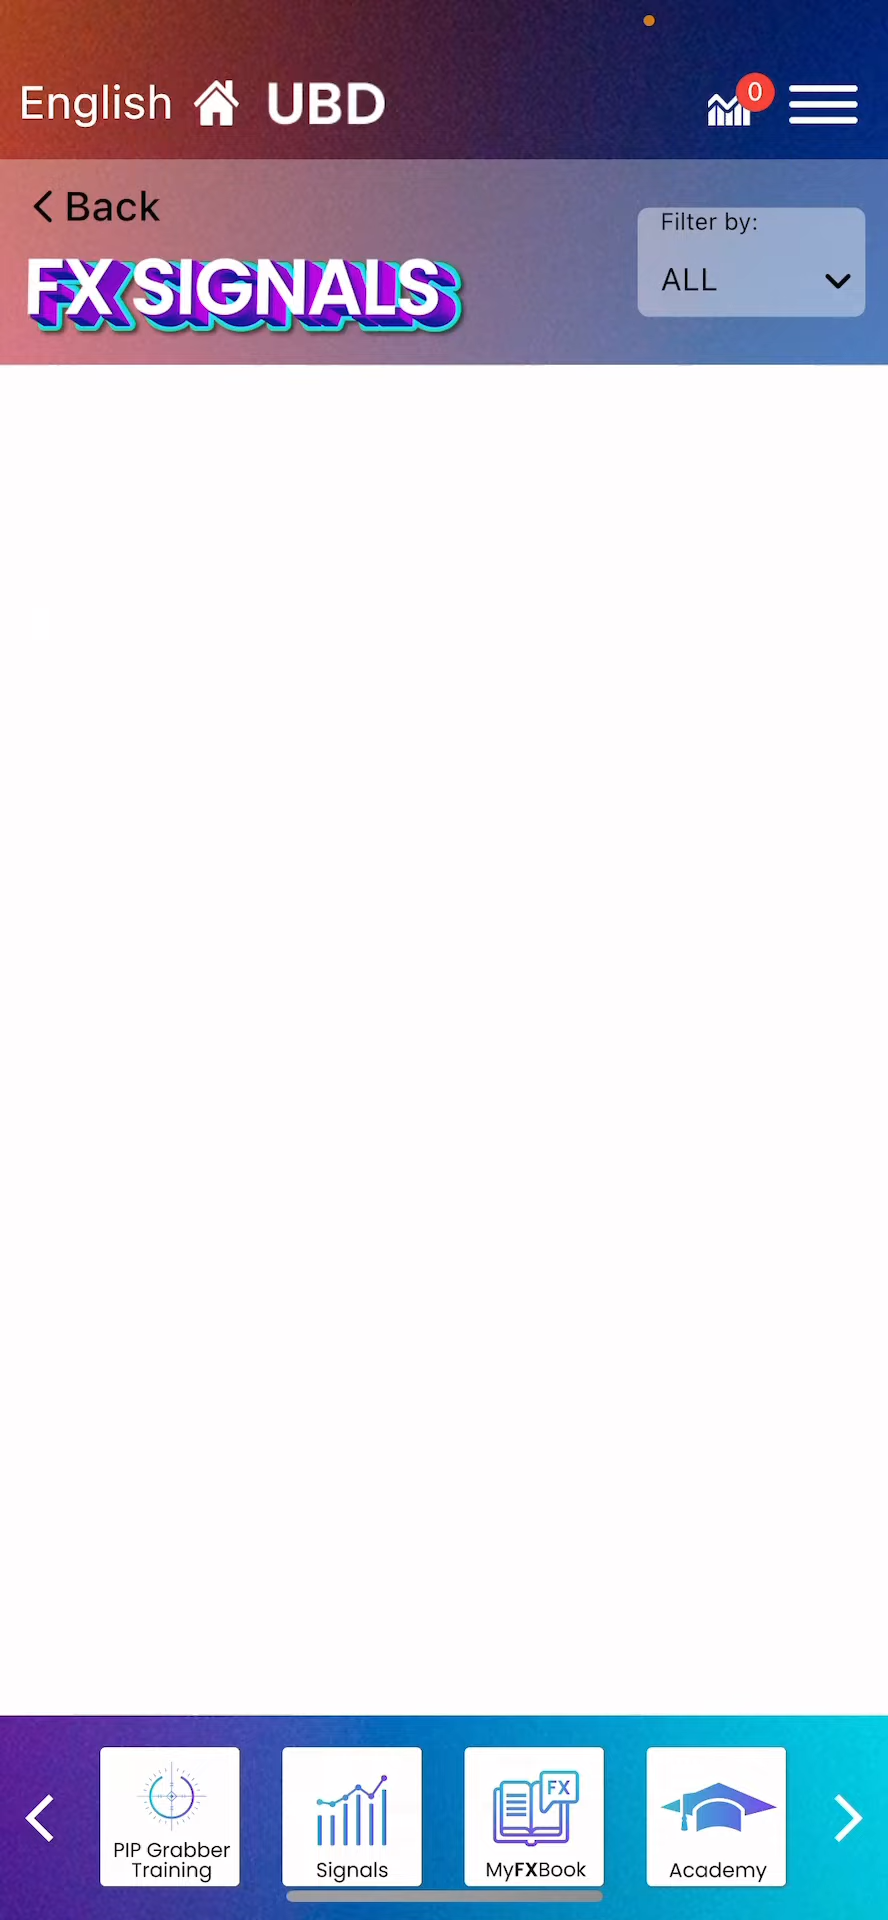 English UBD 0
Back
Filter by:
FX SIGNALS
ALL
PIP Grabber
Training
Signals
FX
MyFXBook
Academy